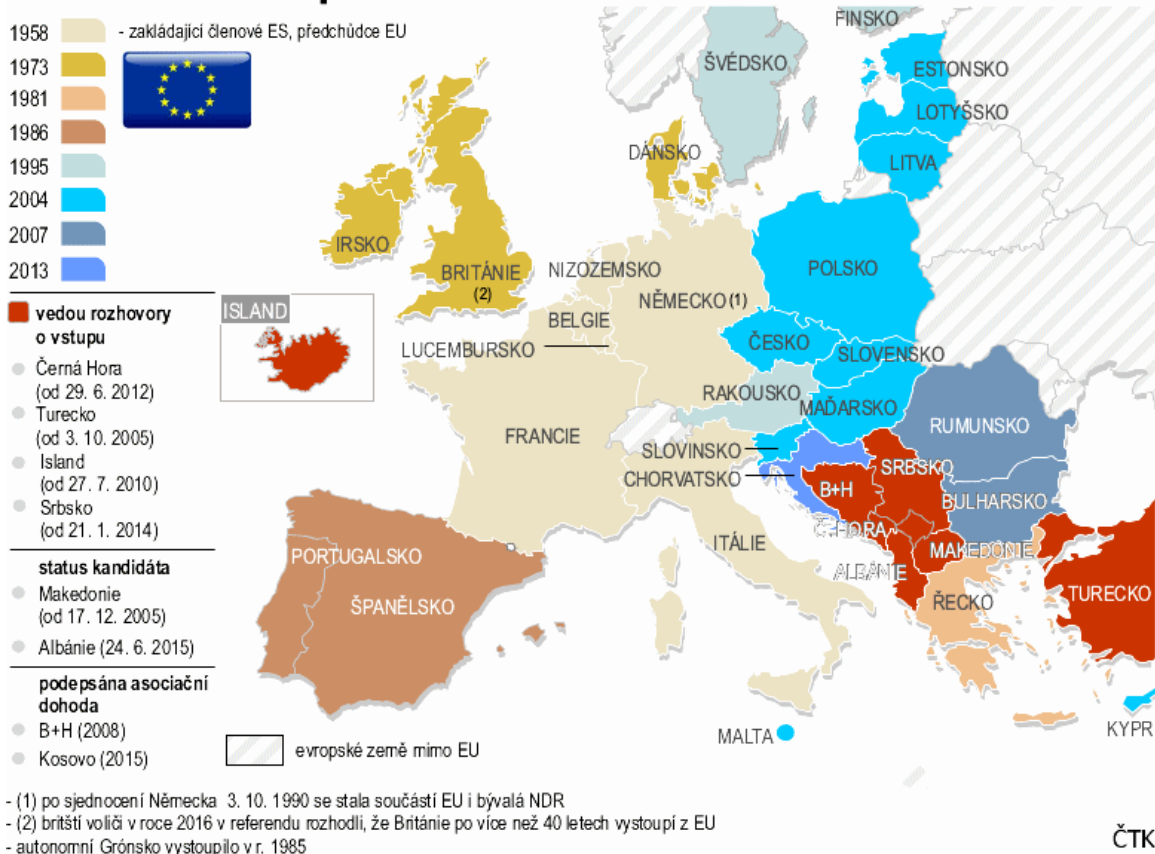 1958
- zakládající členové ES, předchůdce EU
1973
1981
1986
1995
2004
2007
2013
vedou rozhovory
o vstupu
Černá Hora
(od 29. 6. 2012)
Turecko
(od 3. 10. 2005)
Island
(od 27. 7. 2010)
Srbsko
(od 21. 1. 2014)
status kandidáta
Makedonie
(od 17. 12. 2005)
Albánie (24. 6. 2015)
podepsána asociační
dohoda
B+H (2008)
Kosovo (2015)
ISLAND
FINSKO
ŠVÉDSKO
ESTONSKO
LOTYŠSKO
LITVA
DÁNSKO
IRSKO
BRITÁNIE
(2)
NIZOZEMSKO
NĚMECKO (1)
POLSKO
BELGIE
LUCEMBURSKO
ČESKO
SLOVENSKO
RAKOUSKO
MAĎARSKO
FRANCIE
RUMUNSKO
SLOVINSKO
CHORVATSKO
B+H
SRBSKO
BULHARSKO
Č. HORA
ITÁLIE
MAKEDONIE
ALBÁNIE
PORTUGALSKO
ŠPANĚLSKO
ŘECKO
TURECKO
MALTA
KYPR
evropské země mimo EU
- (1) po sjednocení Německa 3. 10. 1990 se stala součástí EU i bývalá NDR
- (2) britští voliči v roce 2016 v referendu rozhodli, že Británie po více než 40 letech vystoupí z EU
- autonomní Grónsko vystoupilo v r. 1985
ČTK